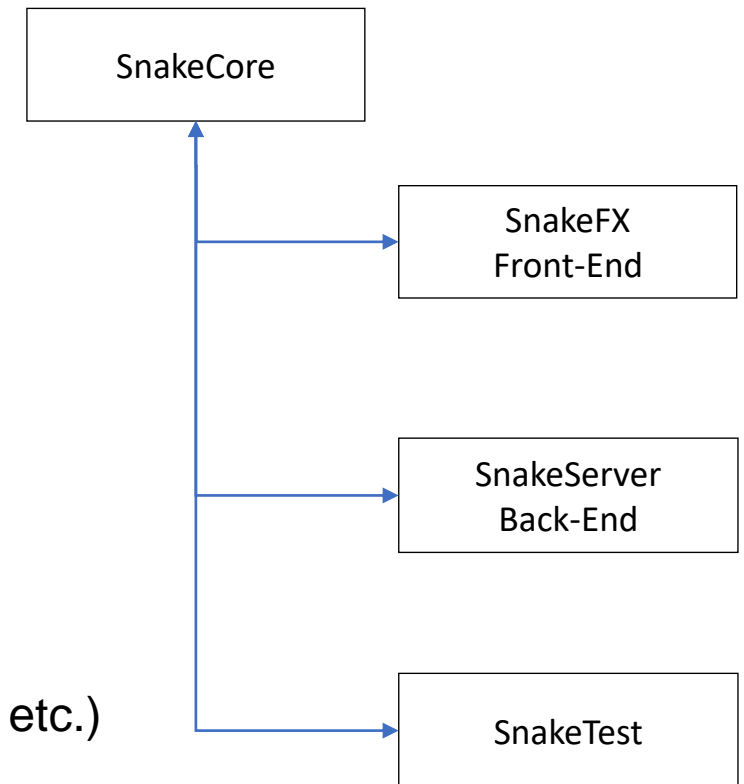 SnakeCore
SnakeFX
Front-End
SnakeServer
Back-End
etc.)
SnakeTest